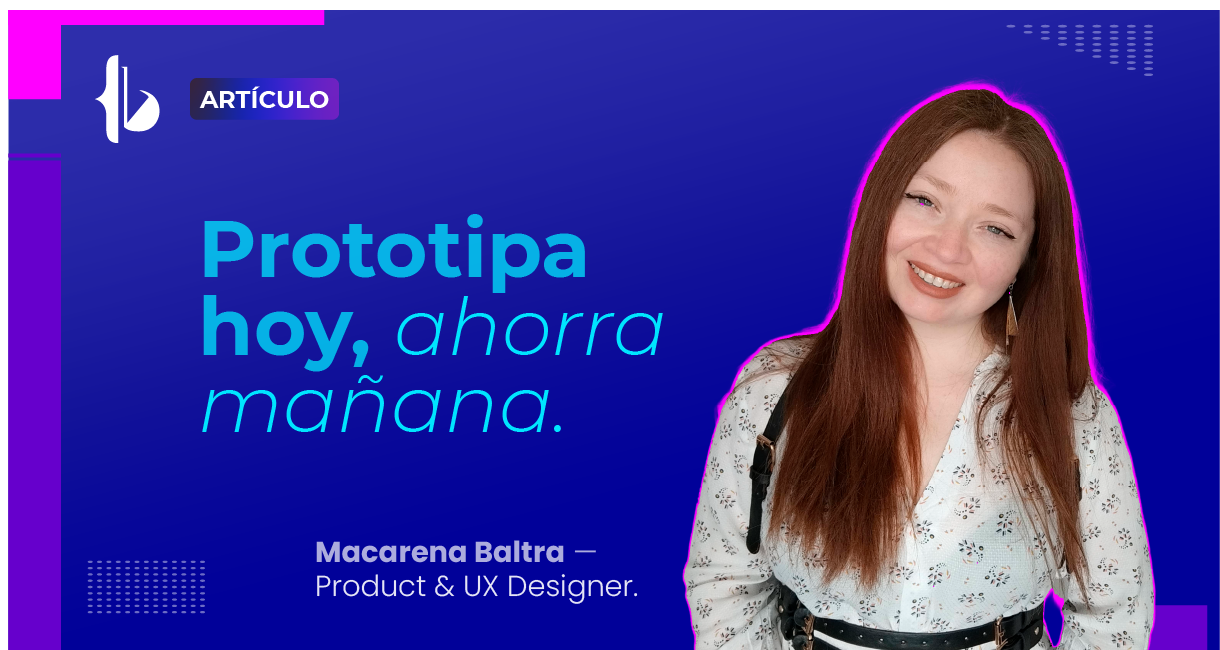 ARTÍCULO
Prototipa
hoy, ahorra
mañana.
Macarena Baltra —
Product & UX Designer.